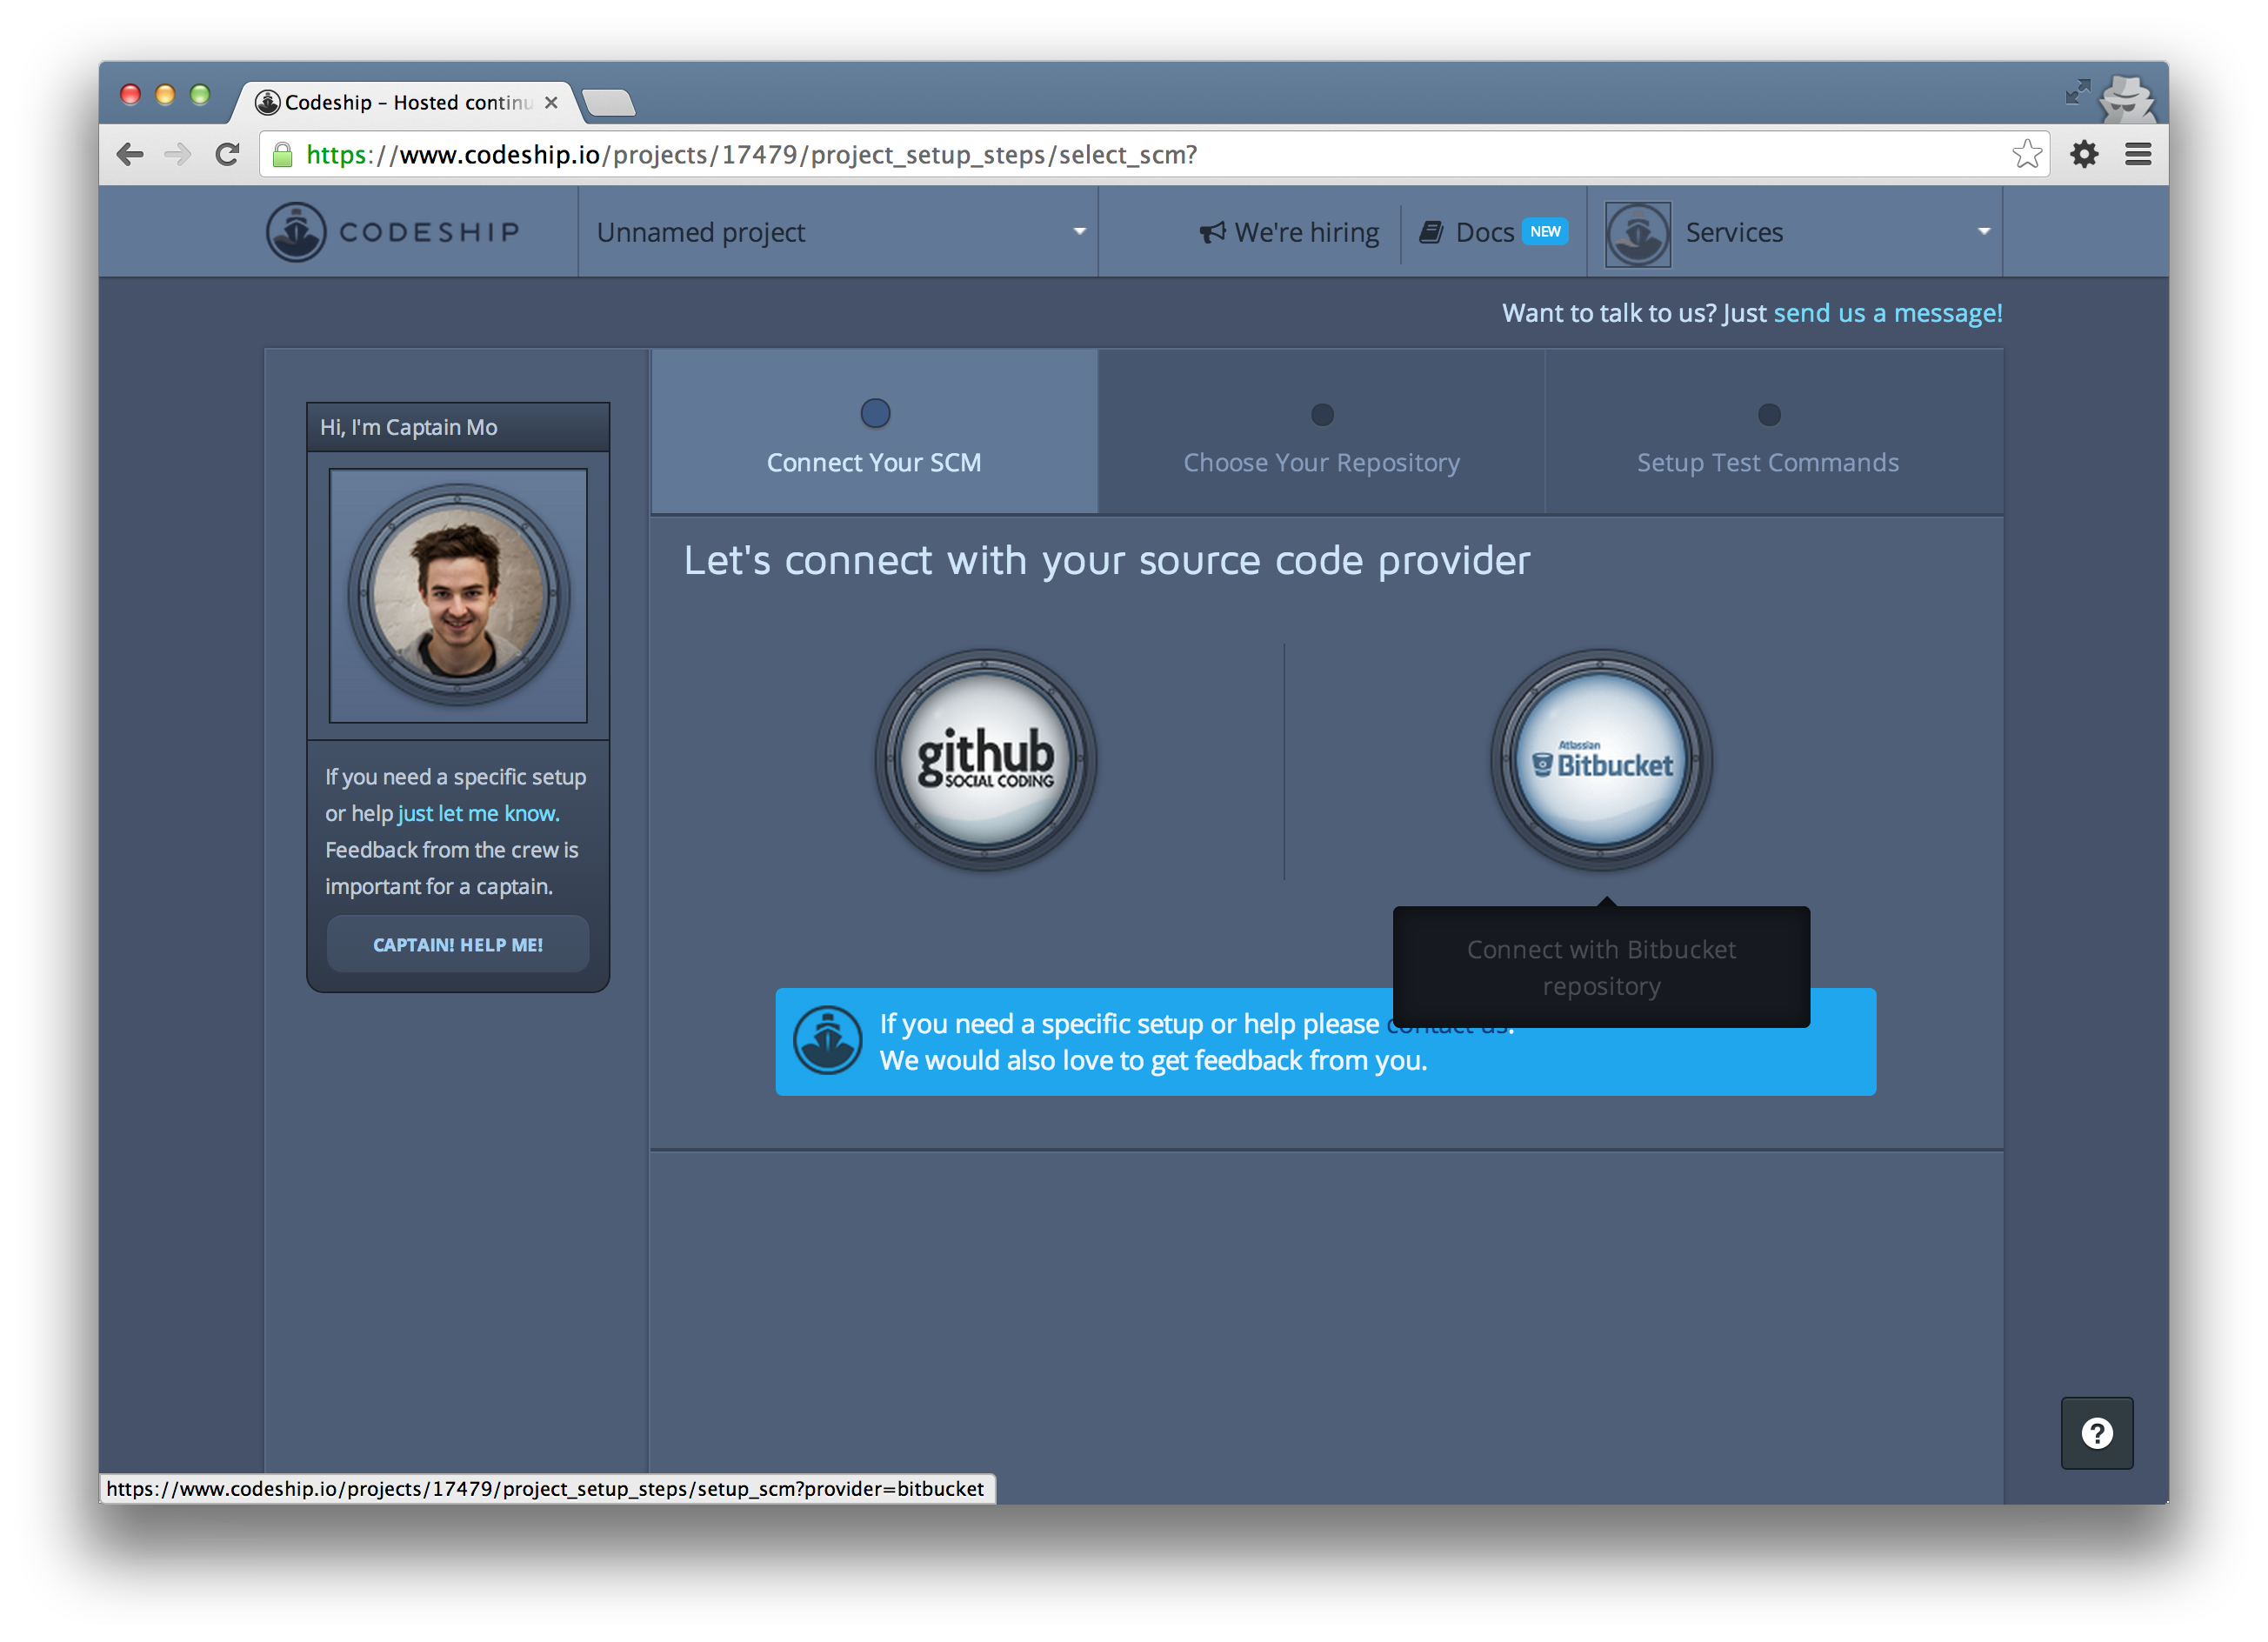 Codeship – Hosted continu
https://www.codeship.io/projects/17479/project_setup_steps/select_scm?
CODESHIP
Unnamed project
We're hiring
Docs NEW
Services
Want to talk to us? Just send us a message!
Hi, I'm Captain Mo
If you need a specific setup
or help just let me know.
Feedback from the crew is
important for a captain.
CAPTAIN! HELP ME!
Connect Your SCM
Choose Your Repository
Setup Test Commands
Let's connect with your source code provider
github
SOCIAL CODING
Atlassian
Bitbucket
Connect with Bitbucket
repository
If you need a specific setup or help please contact us.
We would also love to get feedback from you.
?
https://www.codeship.io/projects/17479/project_setup_steps/setup_scm?provider=bitbucket